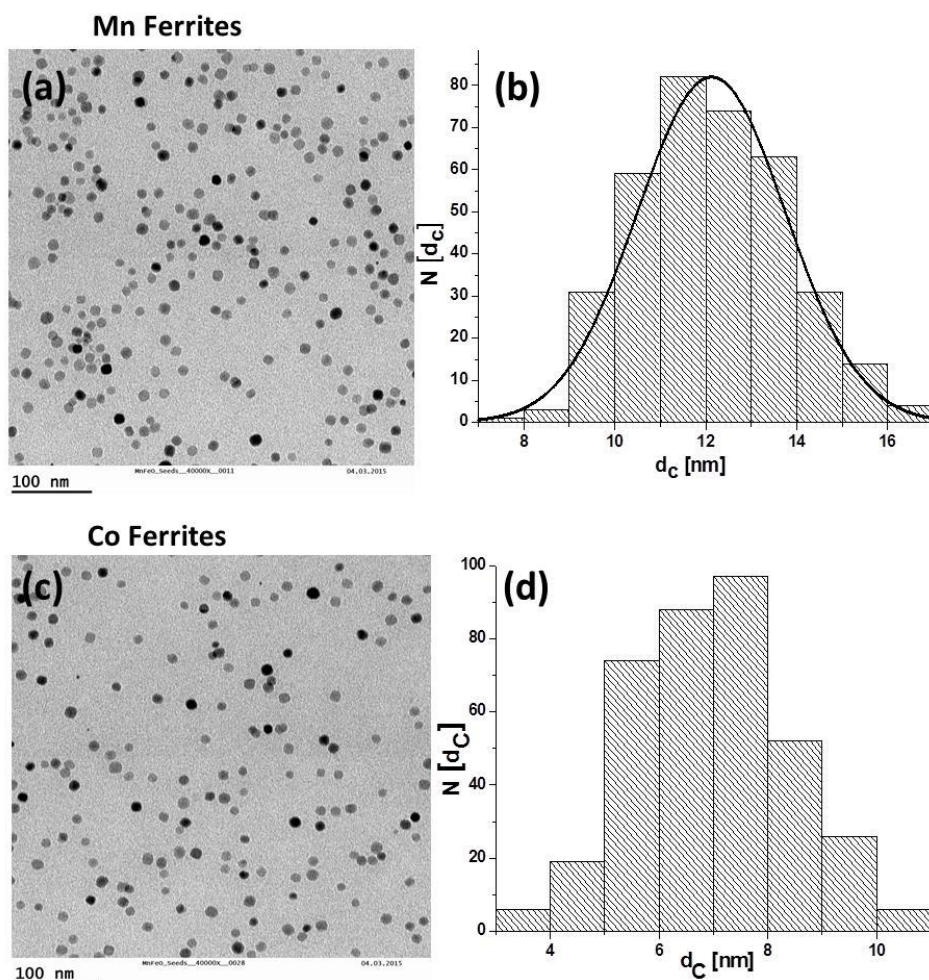 Mn Ferrites
(a)
MnFeO_Seeds__40000X__0011 04.03.2015
100 nm
(b)
80
70
60
50
40
30
20
10
0
N [dc]
8 10 12 14 16
dc [nm]
Co Ferrites
(c)
MnFeO_Seeds__40000X__0028 04.03.2015
100 nm
(d)
100
80
60
40
20
0
N [dC]
4 6 8 10
dC [nm]